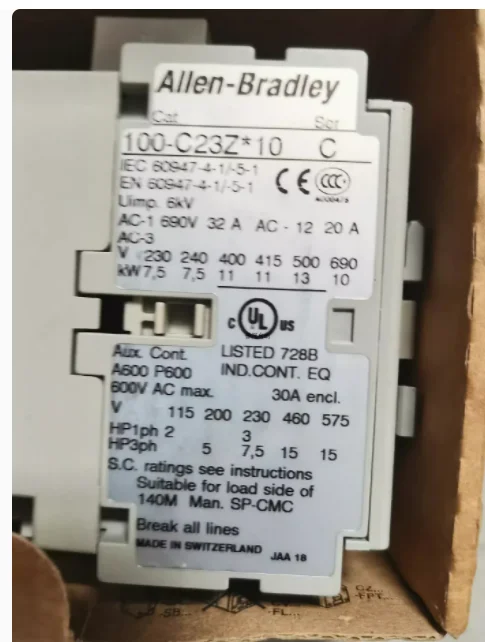 Allen-Bradley
Cat. Ser
100-C23Z*10 C
IEC 60947-4-1/-5-1
EN 60947-4-1/-5-1
CE CCC
A000475
Uimp. 6kV
AC-1 690V 32 A AC - 12 20 A
AC-3
V 230 240 400 415 500 690
kW 7,5 7,5 11 11 13 10
c UL us
Aux. Cont. LISTED 728B
A600 P600 IND.CONT. EQ
600V AC max. 30A encl.
V 115 200 230 460 575
HP1ph 2 3
HP3ph 5 7,5 15 15
S.C. ratings see instructions
Suitable for load side of
140M Man. SP-CMC
Break all lines
MADE IN SWITZERLAND JAA 18